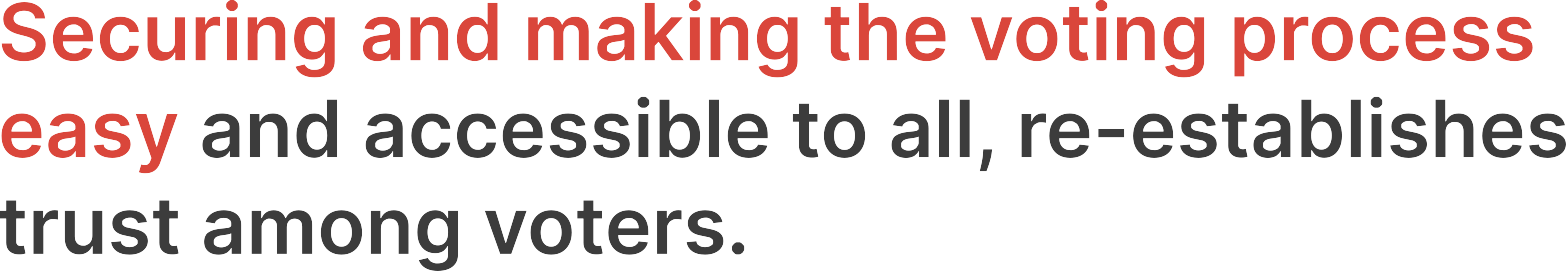 Securing and making the voting process
easy and accessible to all, re-establishes
trust among voters.